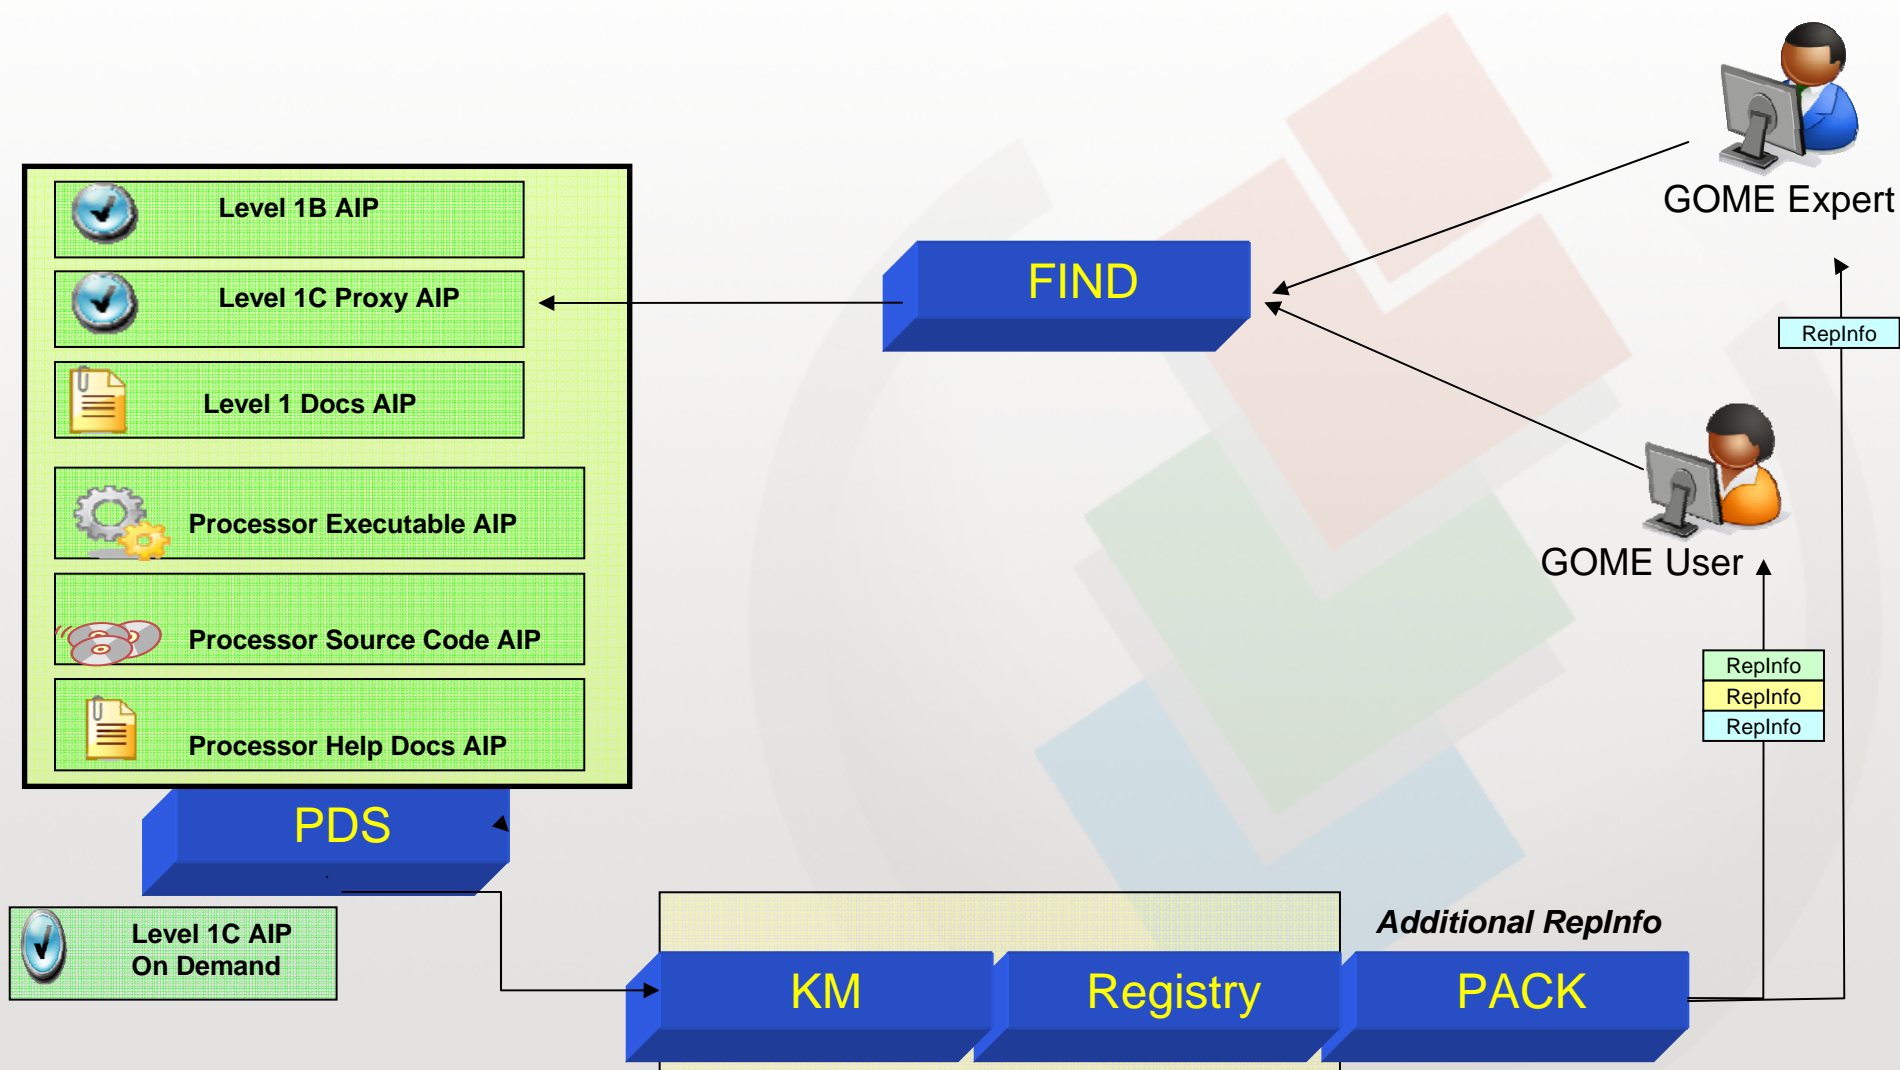 Level 1B AIP
Level 1C Proxy AIP
Level 1 Docs AIP
Processor Executable AIP
Processor Source Code AIP
Processor Help Docs AIP
PDS
Level 1C AIP
On Demand
FIND
GOME Expert
RepInfo
GOME User
RepInfo
RepInfo
RepInfo
Additional RepInfo
KM
Registry
PACK